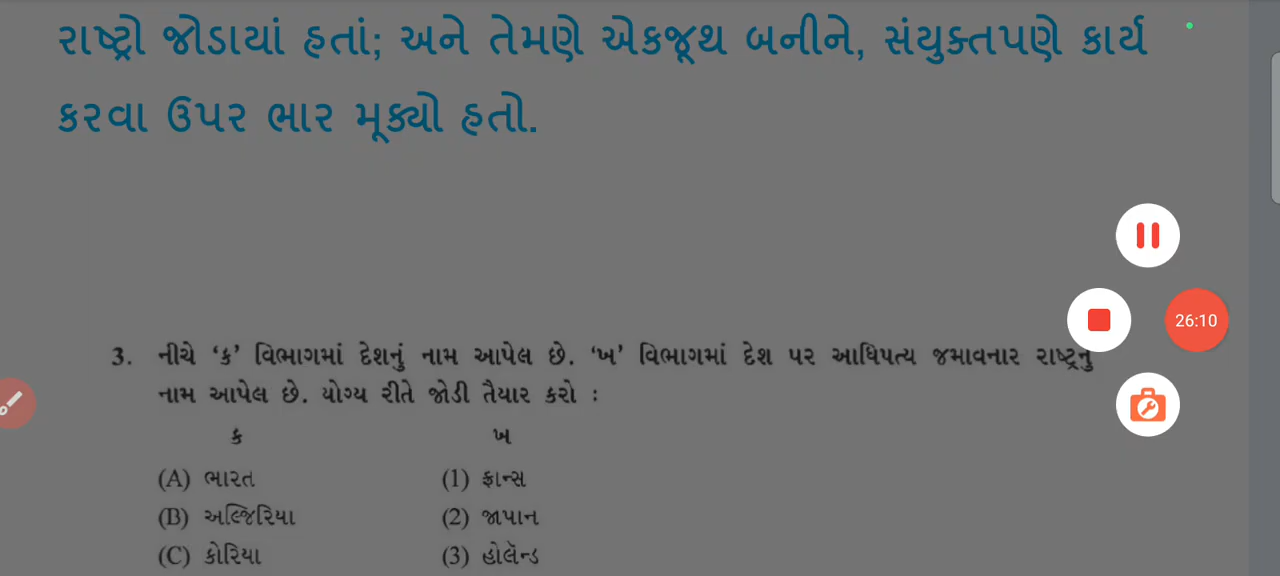 રાષ્ટ્રો જોડાયાં હતાં; અને તેમણે એકજૂથ બનીને, સંયુક્તપણે કાર્ય
કરવા ઉપર ભાર મૂક્યો હતો.
26:10
3. નીચે ‘ક’ વિભાગમાં દેશનું નામ આપેલ છે. ‘ખ’ વિભાગમાં દેશ પર આધિપત્ય જમાવનાર રાષ્ટ્રનું
નામ આપેલ છે. યોગ્ય રીતે જોડી તૈયાર કરો :
ક ખ
(A) ભારત (1) ફ્રાન્સ
(B) અલ્જિરિયા (2) જાપાન
(C) કોરિયા (3) હોલૅન્ડ